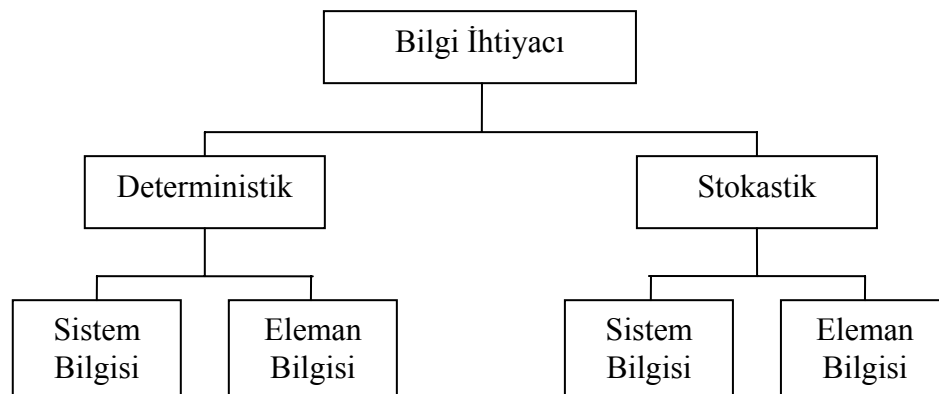 Bilgi İhtiyacı
Deterministik
Stokastik
Sistem
Bilgisi
Eleman
Bilgisi
Sistem
Bilgisi
Eleman
Bilgisi